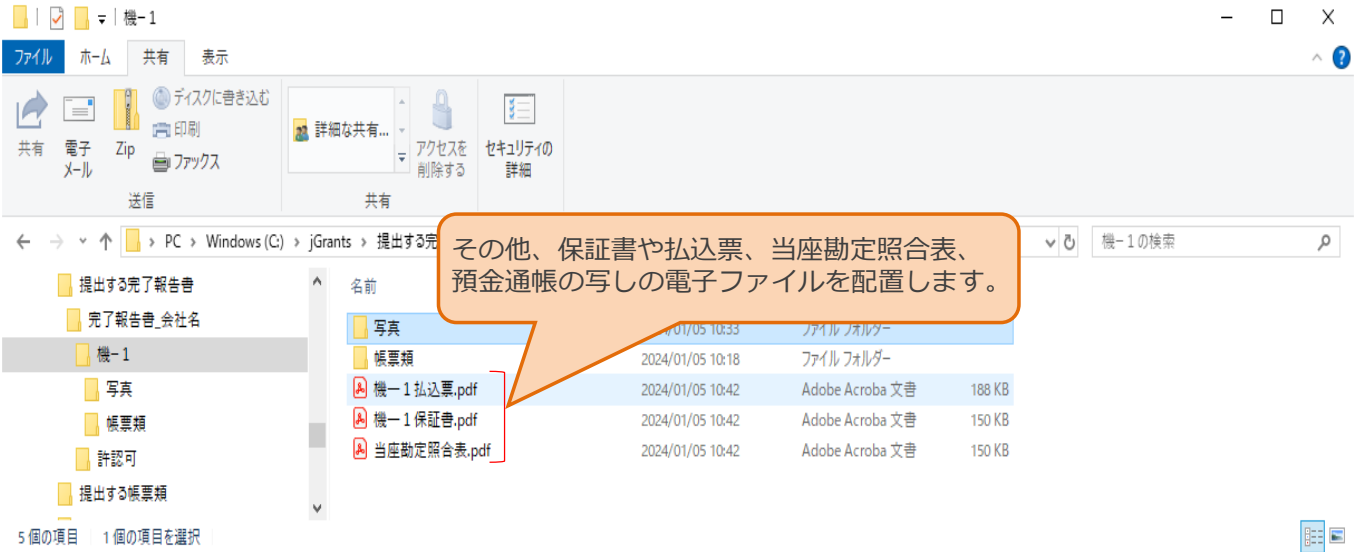 機-1
ファイル ホーム 共有 表示
共有
電子
メール
Zip
ディスクに書き込む
印刷
ファックス
送信
詳細な共有...
アクセスを
削除する
共有
セキュリティの
詳細
PC > Windows (C:) > jGrants > 提出する完
機-1の検索
その他、保証書や払込票、当座勘定照合表、
預金通帳の写しの電子ファイルを配置します。
提出する完了報告書
完了報告書_会社名
機-1
写真
帳票類
許認可
提出する帳票類
名前
写真 /01/05 10:33 ファイル フォルダー
帳票類 2024/01/05 10:18 ファイル フォルダー
機ー1払込票.pdf 2024/01/05 10:42 Adobe Acroba 文書 188 KB
機ー1保証書.pdf 2024/01/05 10:42 Adobe Acroba 文書 150 KB
当座勘定照合表.pdf 2024/01/05 10:42 Adobe Acroba 文書 150 KB
5個の項目 1個の項目を選択